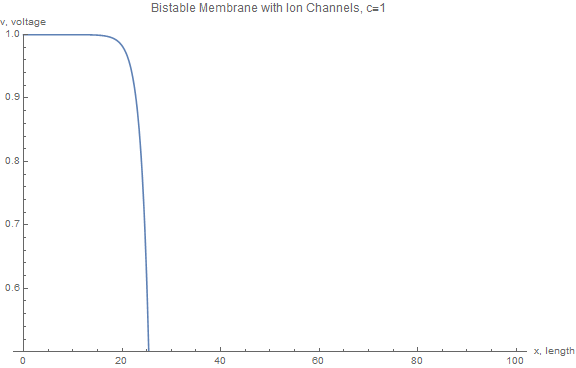 Bistable Membrane with Ion Channels, c=1
v, voltage
1.0
0.9
0.8
0.7
0.6
0 20 40 60 80 100
x, length